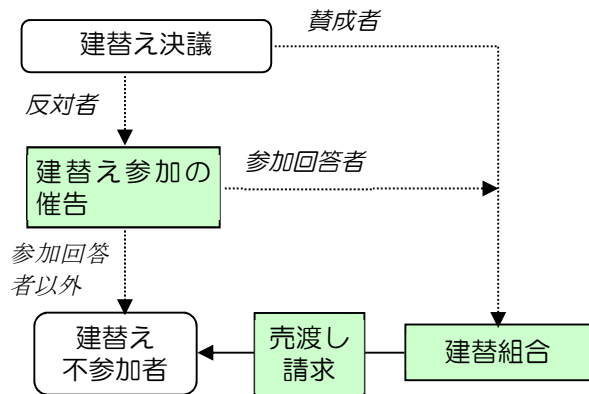 建替え決議
賛成者
反対者
建替え参加の
催告
参加回答者
参加回答
者以外
建替え
不参加者
売渡し
請求
建替組合